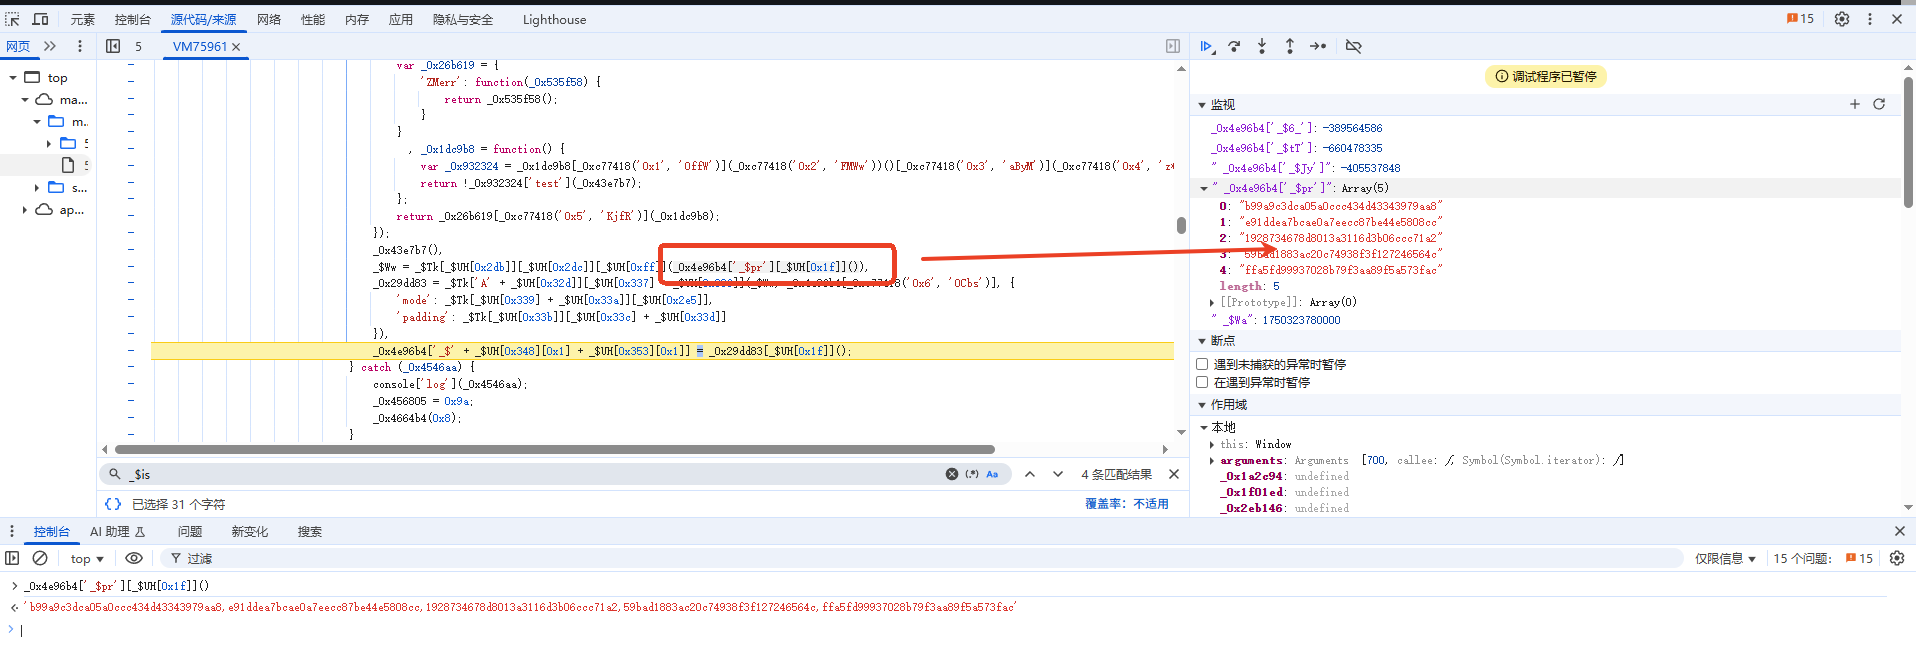 元素 控制台 源代码/来源 网络 性能 内存 应用 隐私与安全 Lighthouse 15
网页 5 VM75961
top
ma...
m..
s...
ap...
var _0x26b619 = {
'ZMerr': function(_0x535f58) {
return _0x535f58();
}
}
, _0x1dc9b8 = function() {
var _0x932324 = _0x1dc9b8[_0xc77418('0x1', 'OffW')](_0xc77418('0x2', 'FMWw'))()[_0xc77418('0x3', 'aByM')](_0xc77418('0x4', 'z*
return !_0x932324['test'](_0x43e7b7);
};
return _0x26b619[_0xc77418('0x5', 'KjfR')](_0x1dc9b8);
});
_0x43e7b7(),
_$Ww = _$Tk[_$UH[0x2db]][_$UH[0x2dc]][_$UH[0xff]](_0x4e96b4['_$pr'][_$UH[0x1f]]()),
_0x29dd83 = _$Tk['A' + _$UH[0x32d]][_$UH[0x337]
'0x6', 'OCbs')], {
'mode': _$Tk[_$UH[0x339] + _$UH[0x33a]][_$UH[0x2e5]],
'padding': _$Tk[_$UH[0x33b]][_$UH[0x33c] + _$UH[0x33d]]
}),
_0x4e96b4['_$' + _$UH[0x348][0x1] + _$UH[0x353][0x1]] = _0x29dd83[_$UH[0x1f]]();
} catch (_0x4546aa) {
console['log'](_0x4546aa);
_0x456805 = 0x9a;
_0x4664b4(0x8);
}
_$is (.*) Aa 4 条匹配结果
{} 已选择 31 个字符 覆盖率：不适用
调试程序已暂停
监视
_0x4e96b4['_$6_']: -389564586
_0x4e96b4['_$tT']: -660478335
" _0x4e96b4['_$Jy']": -405537848
" _0x4e96b4['_$pr']": Array(5)
0: "b99a9c3dca05a0ccc434d43343979aa8"
1: "e91ddea7bcae0a7eecc87be44e5808cc"
2: "1928734678d8013a3116d3b06ccc71a2"
3: "59bad1883ac20c74938f3f127246564c"
4: "ffa5fd99937028b79f3aa89f5a573fac"
length: 5
[[Prototype]]: Array(0)
" _$Wa": 1750323780000
断点
遇到未捕获的异常时暂停
在遇到异常时暂停
作用域
本地
this: Window
arguments: Arguments [700, callee: ƒ, Symbol(Symbol.iterator): ƒ]
_0x1a2c94: undefined
_0x1f01ed: undefined
_0x2eb146: undefined
控制台 AI 助理 问题 新变化 搜索
top 过滤 仅限信息 15 个问题： 15
_0x4e96b4['_$pr'][_$UH[0x1f]]()
'b99a9c3dca05a0ccc434d43343979aa8,e91ddea7bcae0a7eecc87be44e5808cc,1928734678d8013a3116d3b06ccc71a2,59bad1883ac20c74938f3f127246564c,ffa5fd99937028b79f3aa89f5a573fac'